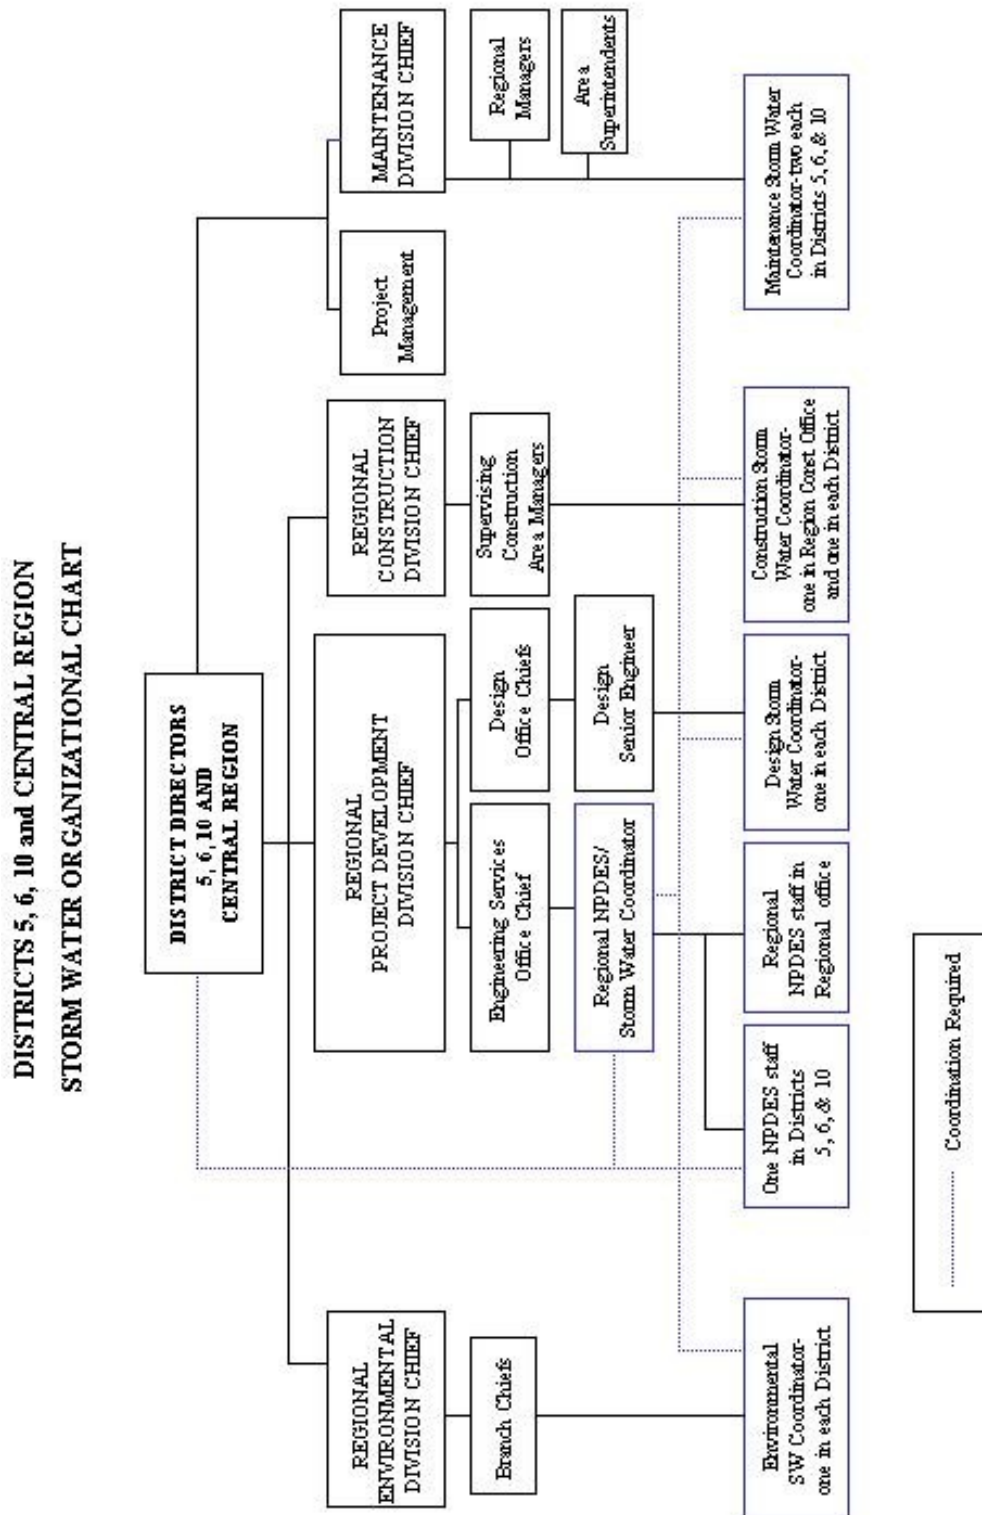 DISTRICTS 5, 6, 10 and CENTRAL REGION
STORM WATER ORGANIZATIONAL CHART
DISTRICT DIRECTORS
5, 6, 10 AND
CENTRAL REGION
REGIONAL
ENVIRONMENTAL
DIVISION CHIEF
REGIONAL
PROJECT DEVELOPMENT
DIVISION CHIEF
REGIONAL
CONSTRUCTION
DIVISION CHIEF
Project
Management
MAINTENANCE
DIVISION CHIEF
Branch Chiefs
Engineering Services
Office Chief
Design
Office Chiefs
Supervising
Construction
Area Managers
Regional
Managers
Area
Superintendents
Regional NPDES/
Storm Water Coordinator
Design
Senior Engineer
Environmental
SW Coordinator-
one in each District
One NPDES staff
in Districts
5, 6, & 10
Regional
NPDES staff in
Regional office
Design Storm
Water Coordinator-
one in each District
Construction Storm
Water Coordinator-
one in Region Const Office
and one in each District
Maintenance Storm Water
Coordinator-two each
in Districts 5, 6, & 10
Coordination Required